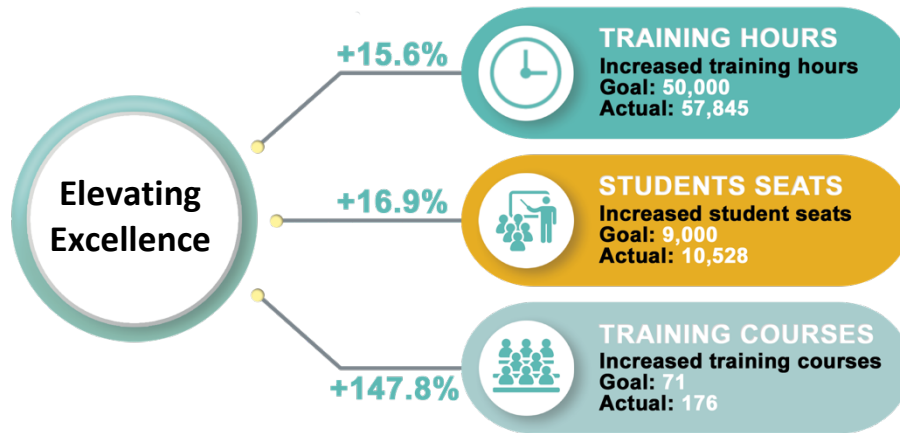 Elevating
Excellence
+15.6%
TRAINING HOURS
Increased training hours
Goal: 50,000
Actual: 57,845
+16.9%
STUDENTS SEATS
Increased student seats
Goal: 9,000
Actual: 10,528
+147.8%
TRAINING COURSES
Increased training courses
Goal: 71
Actual: 176